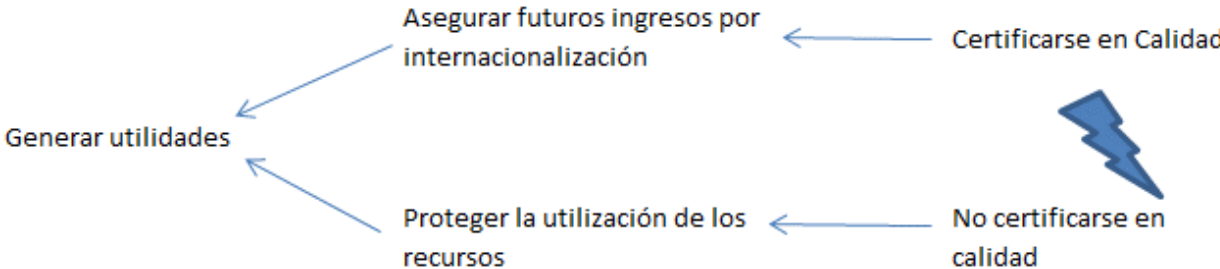 Asegurar futuros ingresos por
internacionalización
Certificarse en Calidad
Generar utilidades
Proteger la utilización de los
recursos
No certificarse en
calidad